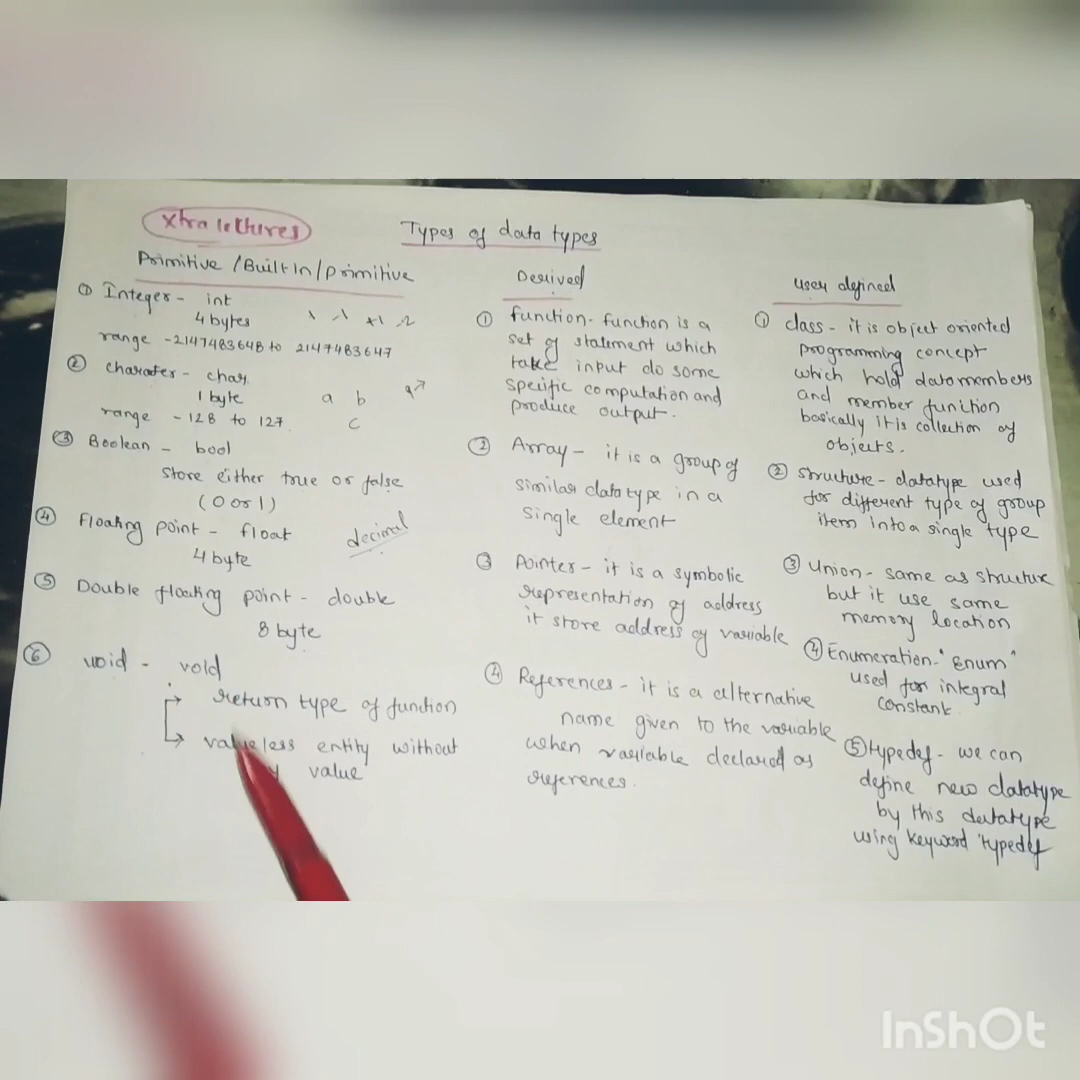 Xtra lectures
Types of data types
Primitive / Built In / primitive
① Integer - int
4 bytes
range -2147483648 to 2147483647
② character - char
1 byte
a b
range -128 to 127
c
③ Boolean - bool
store either true or false
(0 or 1)
④ Floating point - float
decimal
4 byte
⑤ Double floating point - double
8 byte
⑥ void - void
return type of function
valueless entity without
value
Derived
① function - function is a
set of statement which
take input do some
specific computation and
produce output.
② Array - it is a group of
similar data type in a
single element
③ Pointer - it is a symbolic
representation of address
it store address of variable
④ References - it is a alternative
name given to the variable
when variable declared as
references.
user defined
① class - it is object oriented
programming concept
which hold datamembers
and member function
basically it is collection of
objects.
② structure - datatype used
for different type of group
item into a single type
③ Union - same as structure
but it use same
memory location
④ Enumeration - "Enum"
used for integral
constant
⑤ typedef - we can
define new datatype
by this datatype
using keyword 'typedef
InShOt